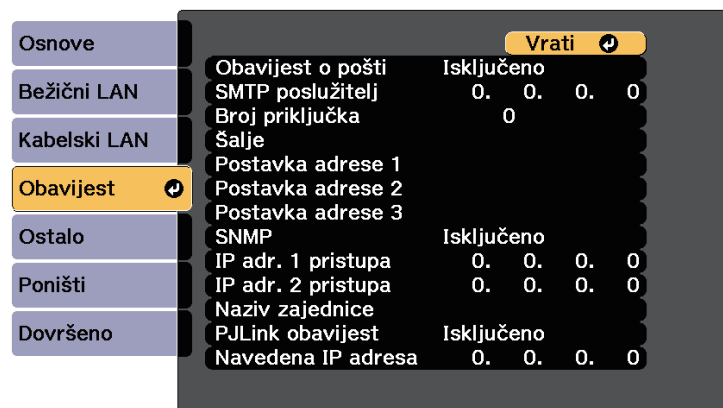 Osnove
Bežični LAN
Kabelski LAN
Obavijest
Ostalo
Poništi
Dovršeno
Vrati
Obavijest o pošti Isključeno
SMTP poslužitelj 0. 0. 0. 0
Broj priključka 0
Šalje
Postavka adrese 1
Postavka adrese 2
Postavka adrese 3
SNMP Isključeno
IP adr. 1 pristupa 0. 0. 0. 0
IP adr. 2 pristupa 0. 0. 0. 0
Naziv zajednice
PJLink obavijest Isključeno
Navedena IP adresa 0. 0. 0. 0